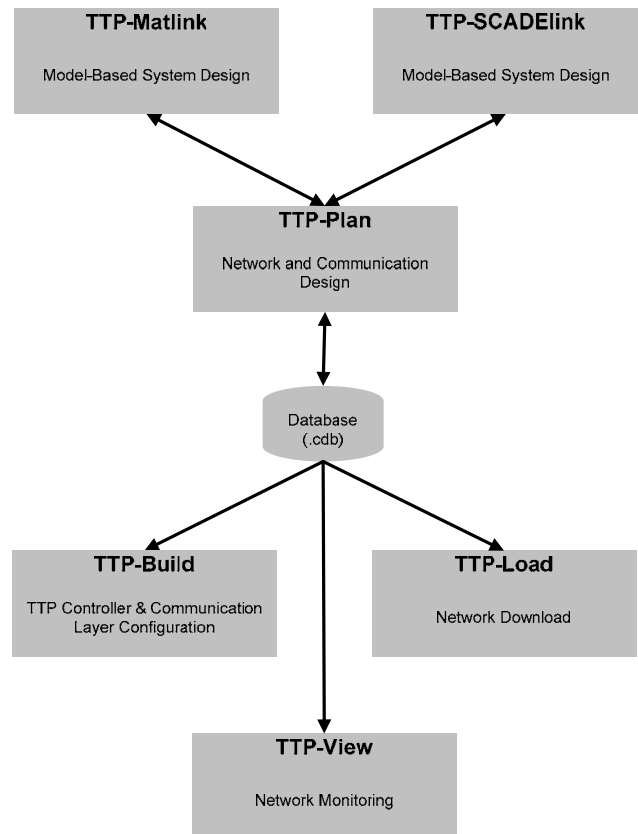 TTP-Matlink
Model-Based System Design
TTP-SCADElink
Model-Based System Design
TTP-Plan
Network and Communication
Design
Database
(.cdb)
TTP-Build
TTP Controller & Communication
Layer Configuration
TTP-Load
Network Download
TTP-View
Network Monitoring